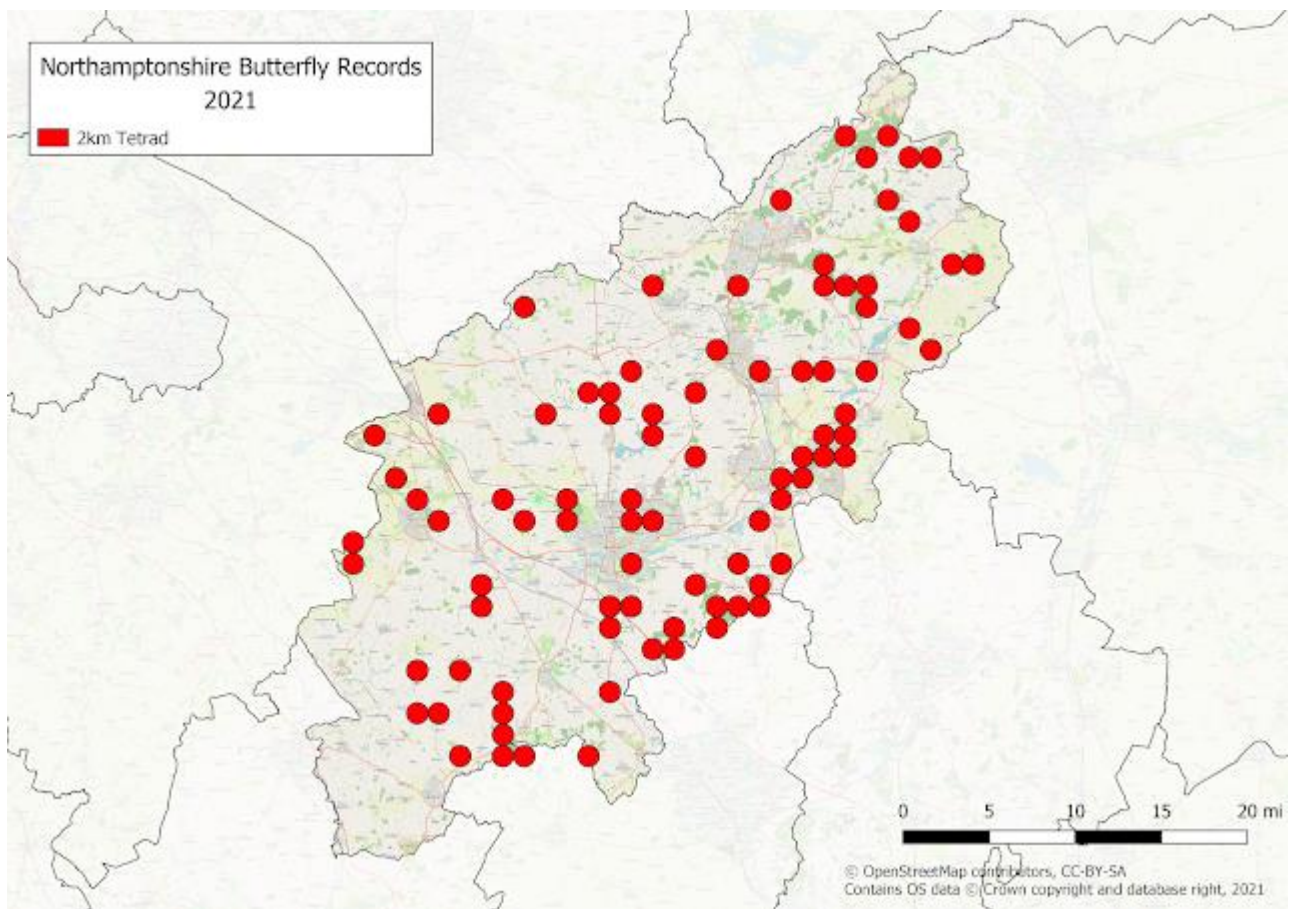 Northamptonshire Butterfly Records
2021
2km Tetrad
0 5 10 15 20 mi
© OpenStreetMap contributors, CC-BY-SA
Contains OS data © Crown copyright and database right, 2021